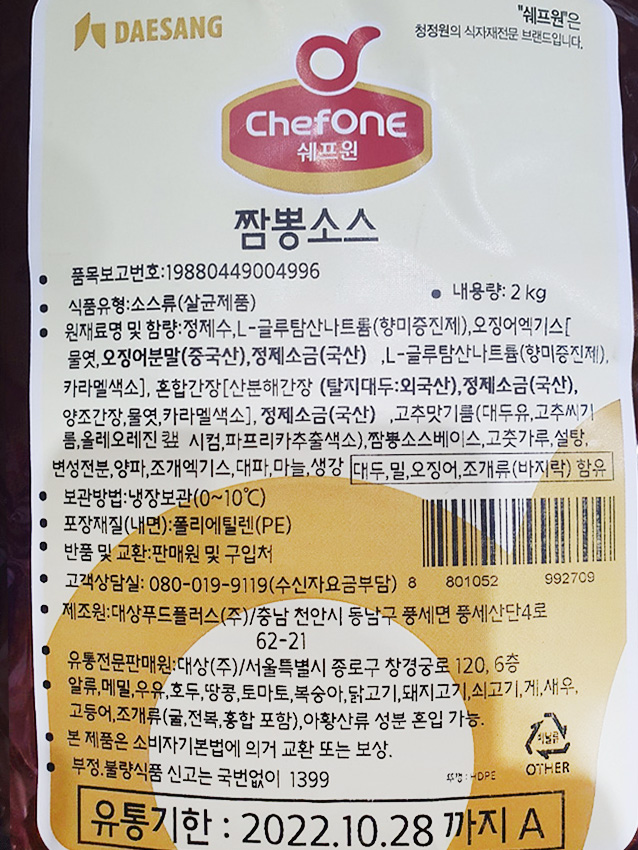 DAESANG
"쉐프원"은
청정원의 식자재전문 브랜드입니다.
ChefONE
쉐프원
짬뽕소스
• 품목보고번호:19880449004996
• 식품유형:소스류(살균제품)
• 내용량: 2 kg
• 원재료명 및 함량:정제수,L-글루탐산나트륨(향미증진제),오징어엑기스[
물엿,오징어분말(중국산),정제소금(국산) ,L-글루탐산나트륨(향미증진제),
카라멜색소], 혼합간장[산분해간장 (탈지대두:외국산),정제소금(국산),
양조간장,물엿,카라멜색소], 정제소금(국산) ,고추맛기름(대두유,고추씨기
름,올레오레진 캡 시컴,파프리카추출색소),짬뽕소스베이스,고춧가루,설탕,
변성전분,양파,조개엑기스,대파,마늘,생강 대두,밀,오징어,조개류(바지락) 함유
• 보관방법:냉장보관(0~10℃)
• 포장재질(내면):폴리에틸렌(PE)
• 반품 및 교환:판매원 및 구입처
• 고객상담실: 080-019-9119(수신자요금부담)
8 801052 992709
• 제조원:대상푸드플러스(주)/충남 천안시 동남구 풍세면 풍세산단4로
62-21
• 유통전문판매원:대상(주)/서울특별시 종로구 창경궁로 120, 6층
• 알류,메밀,우유,호두,땅콩,토마토,복숭아,닭고기,돼지고기,쇠고기,게,새우,
고등어,조개류(굴,전복,홍합 포함),아황산류 성분 혼입 가능.
• 본 제품은 소비자기본법에 의거 교환 또는 보상.
• 부정.불량식품 신고는 국번없이 1399
비닐류
OTHER
뚜껑 : HDPE
유통기한 : 2022.10.28 까지 A